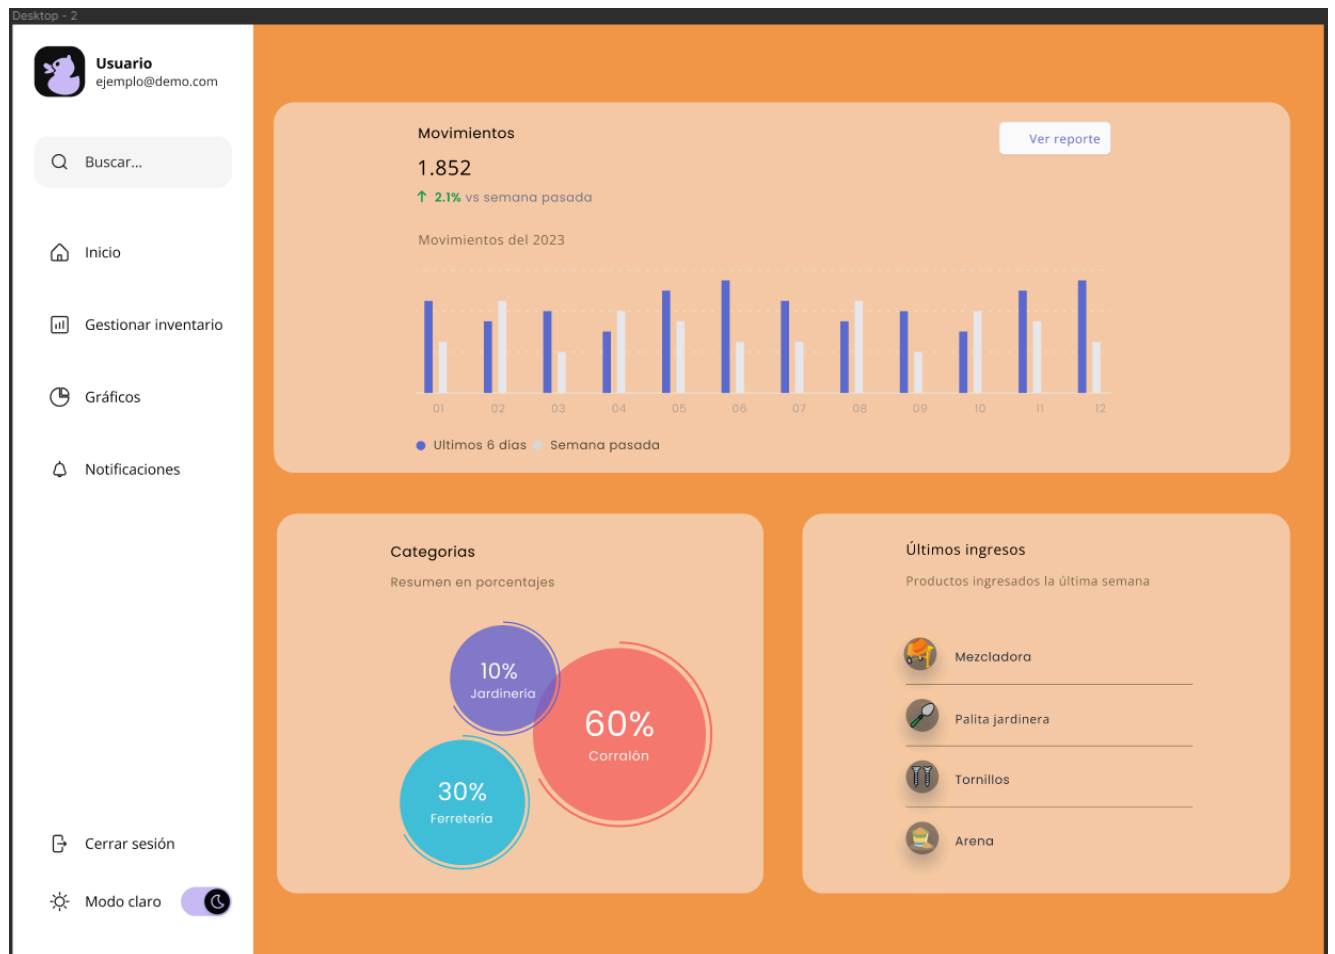 Desktop - 2
Usuario
ejemplo@demo.com
Buscar...
Inicio
Gestionar inventario
Gráficos
Notificaciones
Cerrar sesión
Modo claro
Movimientos
Ver reporte
1.852
2.1% vs semana pasada
Movimientos del 2023
01 02 03 04 05 06 07 08 09 10 11 12
Ultimos 6 días Semana pasada
Categorias
Resumen en porcentajes
10%
Jardinería
60%
Corralón
30%
Ferretería
Últimos ingresos
Productos ingresados la última semana
Mezcladora
Palita jardinera
Tornillos
Arena